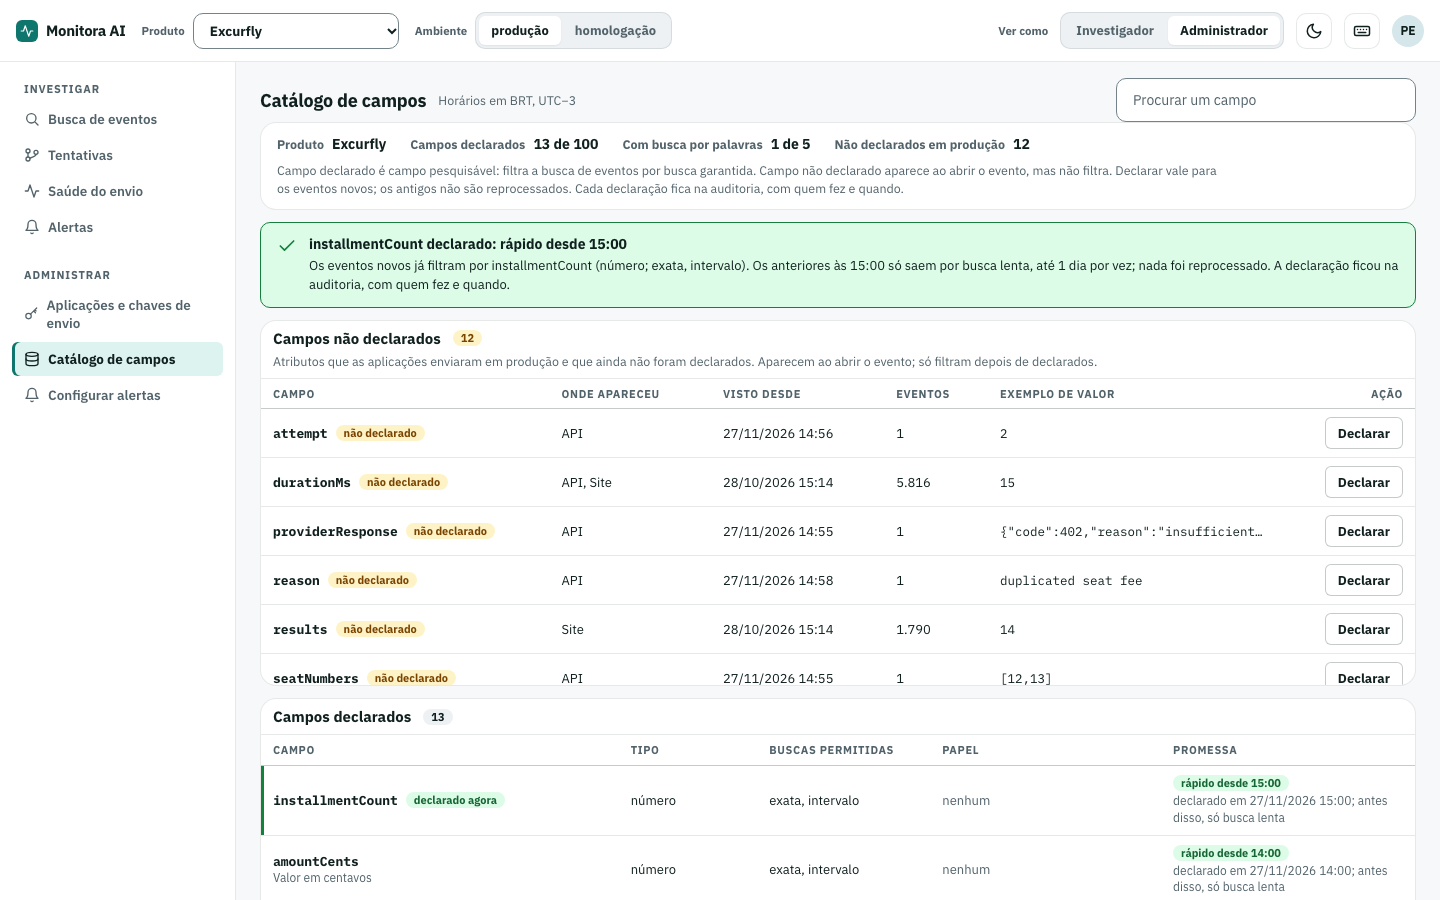 Monitora AI
Produto
Excurfly
Ambiente
produção
homologação
Ver como
Investigador
Administrador
PE
INVESTIGAR
Busca de eventos
Tentativas
Saúde do envio
Alertas
ADMINISTRAR
Aplicações e chaves de
envio
Catálogo de campos
Configurar alertas
Catálogo de campos
Horários em BRT, UTC−3
Procurar um campo
Produto Excurfly Campos declarados 13 de 100 Com busca por palavras 1 de 5 Não declarados em produção 12
Campo declarado é campo pesquisável: filtra a busca de eventos por busca garantida. Campo não declarado aparece ao abrir o evento, mas não filtra. Declarar vale para
os eventos novos; os antigos não são reprocessados. Cada declaração fica na auditoria, com quem fez e quando.
installmentCount declarado: rápido desde 15:00
Os eventos novos já filtram por installmentCount (número; exata, intervalo). Os anteriores às 15:00 só saem por busca lenta, até 1 dia por vez; nada foi reprocessado. A declaração ficou na
auditoria, com quem fez e quando.
Campos não declarados 12
Atributos que as aplicações enviaram em produção e que ainda não foram declarados. Aparecem ao abrir o evento; só filtram depois de declarados.
CAMPO ONDE APARECEU VISTO DESDE EVENTOS EXEMPLO DE VALOR AÇÃO
attempt não declarado API 27/11/2026 14:56 1 2 Declarar
durationMs não declarado API, Site 28/10/2026 15:14 5.816 15 Declarar
providerResponse não declarado API 27/11/2026 14:55 1 {"code":402,"reason":"insufficient… Declarar
reason não declarado API 27/11/2026 14:58 1 duplicated seat fee Declarar
results não declarado Site 28/10/2026 15:14 1.790 14 Declarar
seatNumbers não declarado API 27/11/2026 14:55 1 [12,13] Declarar
Campos declarados 13
CAMPO TIPO BUSCAS PERMITIDAS PAPEL PROMESSA
installmentCount declarado agora número exata, intervalo nenhum rápido desde 15:00
declarado em 27/11/2026 15:00; antes
disso, só busca lenta
amountCents
Valor em centavos
número exata, intervalo nenhum rápido desde 14:00
declarado em 27/11/2026 14:00; antes
disso, só busca lenta